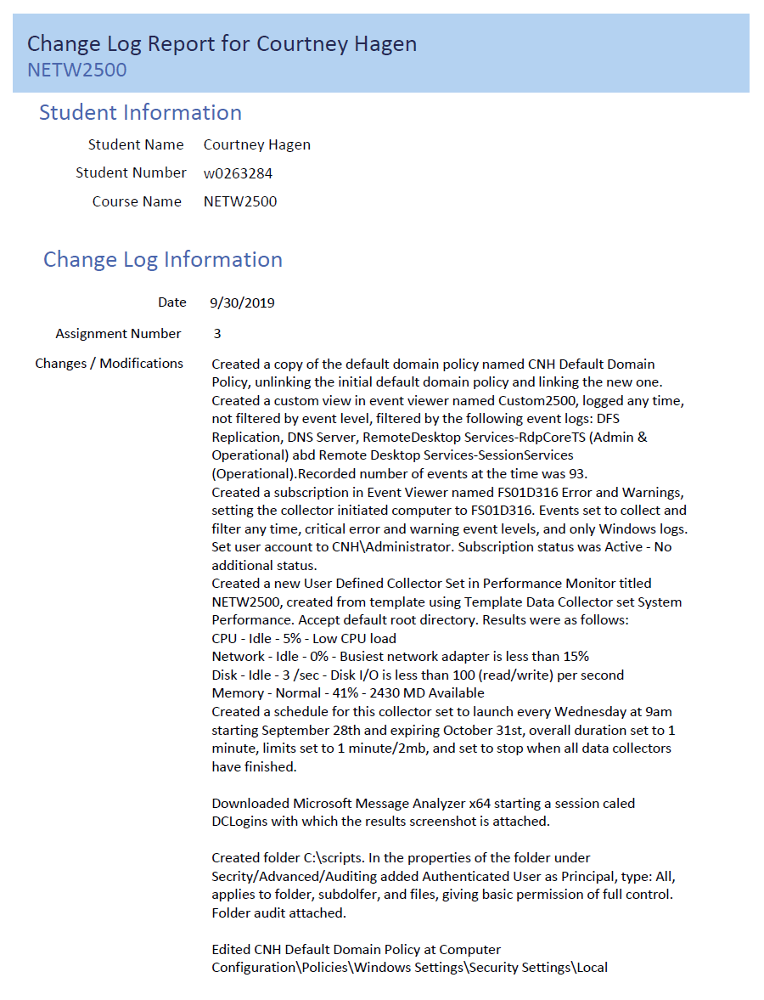 Change Log Report for Courtney Hagen
NETW2500
Student Information
Student Name Courtney Hagen
Student Number w0263284
Course Name NETW2500
Change Log Information
Date 9/30/2019
Assignment Number 3
Changes / Modifications Created a copy of the default domain policy named CNH Default Domain
Policy, unlinking the initial default domain policy and linking the new one.
Created a custom view in event viewer named Custom2500, logged any time,
not filtered by event level, filtered by the following event logs: DFS
Replication, DNS Server, RemoteDesktop Services-RdpCoreTS (Admin &
Operational) abd Remote Desktop Services-SessionServices
(Operational).Recorded number of events at the time was 93.
Created a subscription in Event Viewer named FS01D316 Error and Warnings,
setting the collector initiated computer to FS01D316. Events set to collect and
filter any time, critical error and warning event levels, and only Windows logs.
Set user account to CNH\Administrator. Subscription status was Active - No
additional status.
Created a new User Defined Collector Set in Performance Monitor titled
NETW2500, created from template using Template Data Collector set System
Performance. Accept default root directory. Results were as follows:
CPU - Idle - 5% - Low CPU load
Network - Idle - 0% - Busiest network adapter is less than 15%
Disk - Idle - 3 /sec - Disk I/O is less than 100 (read/write) per second
Memory - Normal - 41% - 2430 MD Available
Created a schedule for this collector set to launch every Wednesday at 9am
starting September 28th and expiring October 31st, overall duration set to 1
minute, limits set to 1 minute/2mb, and set to stop when all data collectors
have finished.
Downloaded Microsoft Message Analyzer x64 starting a session caled
DCLogins with which the results screenshot is attached.
Created folder C:\scripts. In the properties of the folder under
Secrity/Advanced/Auditing added Authenticated User as Principal, type: All,
applies to folder, subdolfer, and files, giving basic permission of full control.
Folder audit attached.
Edited CNH Default Domain Policy at Computer
Configuration\Policies\Windows Settings\Security Settings\Local